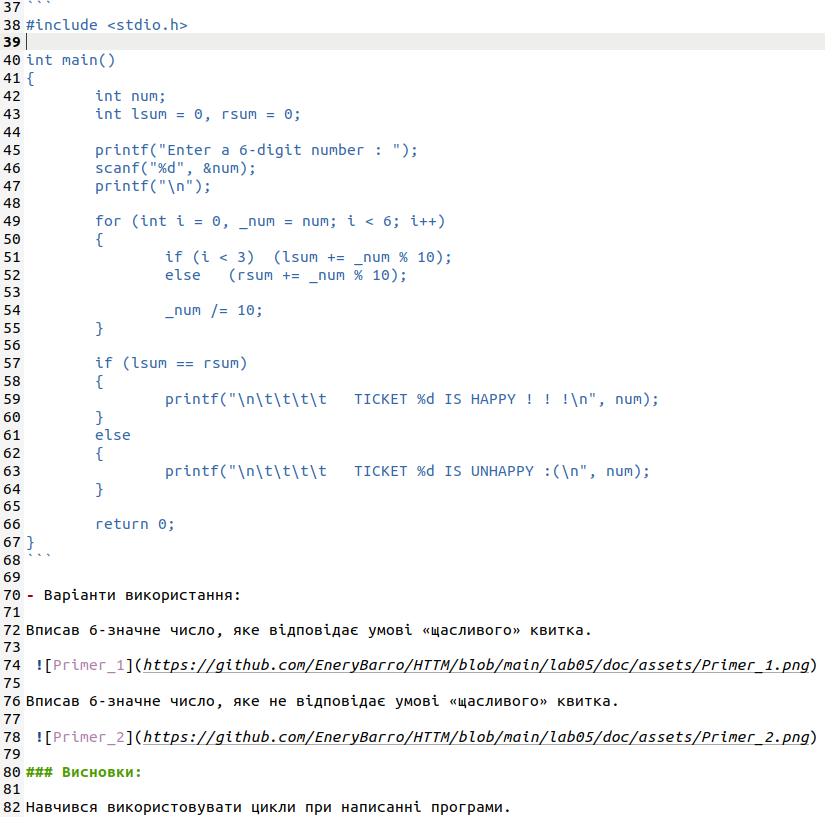 37 ```
38 #include <stdio.h>
39
40 int main()
41 {
42         int num;
43         int lsum = 0, rsum = 0;
44
45         printf("Enter a 6-digit number : ");
46         scanf("%d", &num);
47         printf("\n");
48
49         for (int i = 0, _num = num; i < 6; i++)
50         {
51                 if (i < 3)  (lsum += _num % 10);
52                 else   (rsum += _num % 10);
53
54                 _num /= 10;
55         }
56
57         if (lsum == rsum)
58         {
59                 printf("\n\t\t\t\t   TICKET %d IS HAPPY ! ! !\n", num);
60         }
61         else
62         {
63                 printf("\n\t\t\t\t   TICKET %d IS UNHAPPY :(\n", num);
64         }
65
66         return 0;
67 }
68 ```
69
70 - Варіанти використання:
71
72 Вписав 6-значне число, яке відповідає умові «щасливого» квитка.
73
74  ![Primer_1](https://github.com/EneryBarro/HTTM/blob/main/lab05/doc/assets/Primer_1.png)
75
76 Вписав 6-значне число, яке не відповідає умові «щасливого» квитка.
77
78  ![Primer_2](https://github.com/EneryBarro/HTTM/blob/main/lab05/doc/assets/Primer_2.png)
79
80 ### Висновки:
81
82 Навчився використовувати цикли при написанні програми.